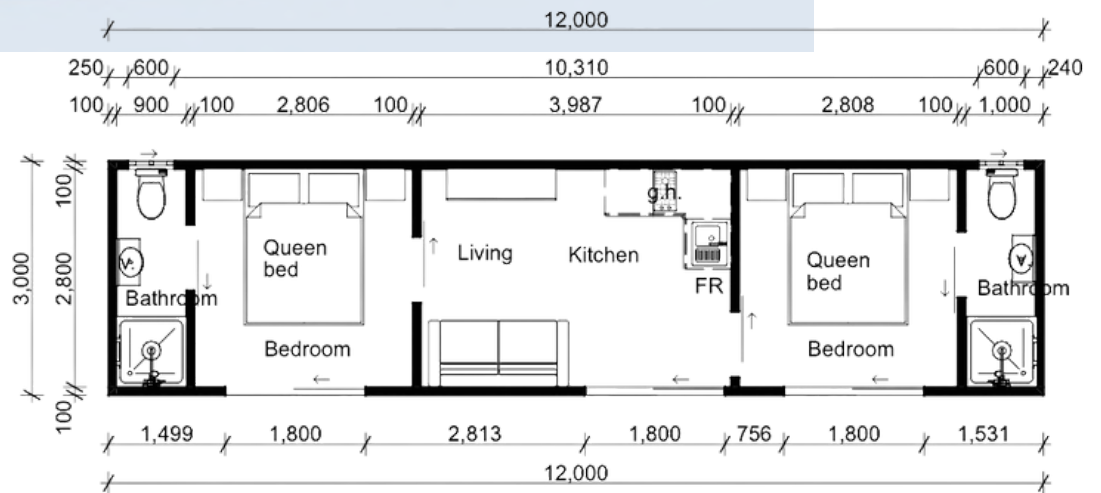 12,000
250 600 10,310 600 240
100 900 100 2,806 100 3,987 100 2,808 100 1,000
3,000
100
2,800
100
g.h.
Queen
bed
Living
Kitchen
Queen
bed
V.
V.
FR
Bathroom
Bathroom
Bedroom
Bedroom
1,499 1,800 2,813 1,800 756 1,800 1,531
12,000